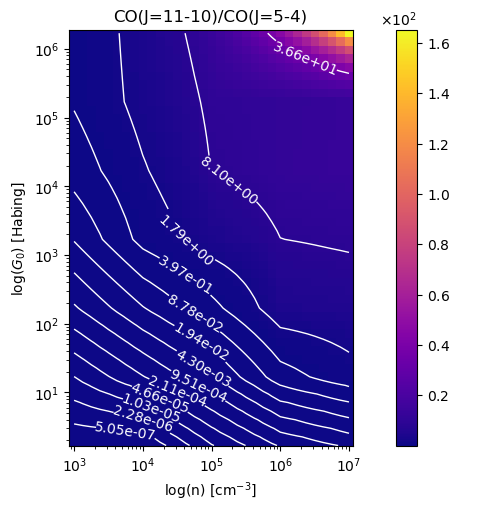 CO(J=11-10)/CO(J=5-4)
×10²
10⁶
10⁵
10⁴
10³
10²
10¹
log(G₀) [Habing]
3.66e+01
8.10e+00
1.79e+00
3.97e-01
8.78e-02
1.94e-02
4.30e-03
9.51e-04
2.11e-04
4.66e-05
1.03e-05
2.28e-06
5.05e-07
10³ 10⁴ 10⁵ 10⁶ 10⁷
log(n) [cm⁻³]
1.6
1.4
1.2
1.0
0.8
0.6
0.4
0.2